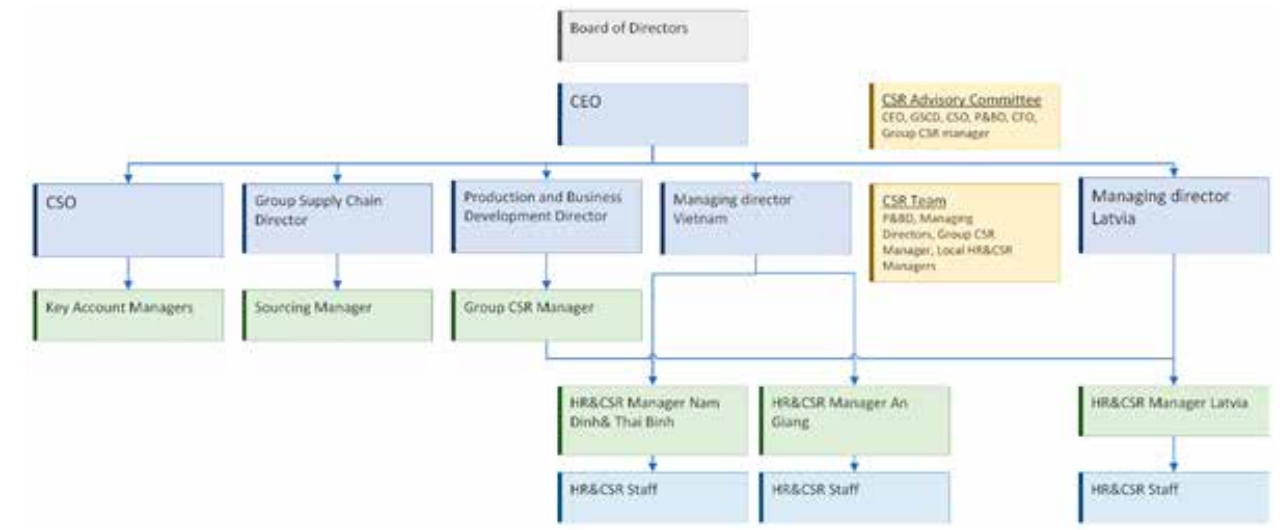 Board of Directors
CEO
CSR Advisory Committee
CEO, GSCD, CSO, P&BD, CFO,
Group CSR manager
CSO
Group Supply Chain
Director
Production and Business
Development Director
Managing director
Vietnam
CSR Team
P&BD, Managing
Directors, Group CSR
Manager, Local HR&CSR
Managers
Managing director
Latvia
Key Account Managers
Sourcing Manager
Group CSR Manager
HR&CSR Manager Nam
Dinh& Thai Binh
HR&CSR Manager An
Giang
HR&CSR Manager Latvia
HR&CSR Staff
HR&CSR Staff
HR&CSR Staff